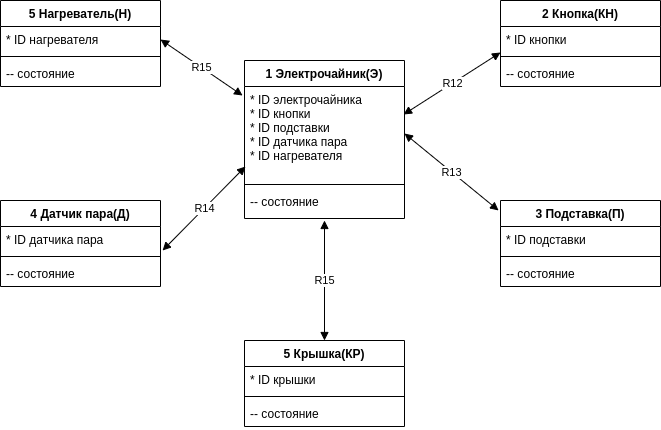 5 Нагреватель(Н)
* ID нагревателя
-- состояние
2 Кнопка(КН)
* ID кнопки
-- состояние
R15
R12
1 Электрочайник(Э)
* ID электрочайника
* ID кнопки
* ID подставки
* ID датчика пара
* ID нагревателя
-- состояние
R14
R13
4 Датчик пара(Д)
* ID датчика пара
-- состояние
3 Подставка(П)
* ID подставки
-- состояние
R15
5 Крышка(КР)
* ID крышки
-- состояние